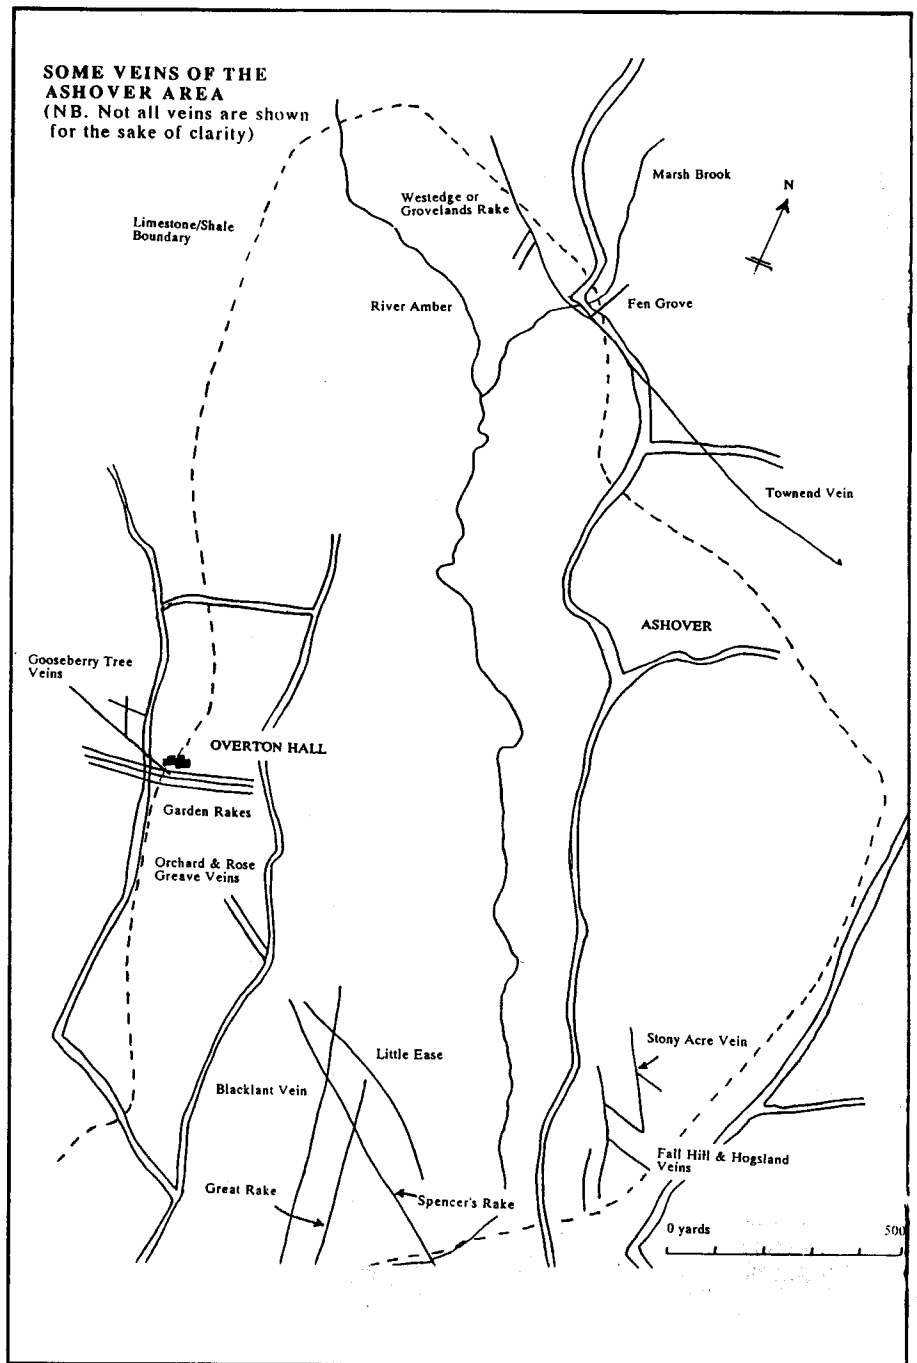 SOME VEINS OF THE
ASHOVER AREA
(NB. Not all veins are shown
for the sake of clarity)
Marsh Brook
N
Westedge or
Grovelands Rake
Limestone/Shale
Boundary
River Amber
Fen Grove
Townend Vein
ASHOVER
Gooseberry Tree
Veins
OVERTON HALL
Garden Rakes
Orchard & Rose
Greave Veins
Stony Acre Vein
Little Ease
Blacklant Vein
Fall Hill & Hogsland
Veins
Great Rake
Spencer's Rake
0 yards
500